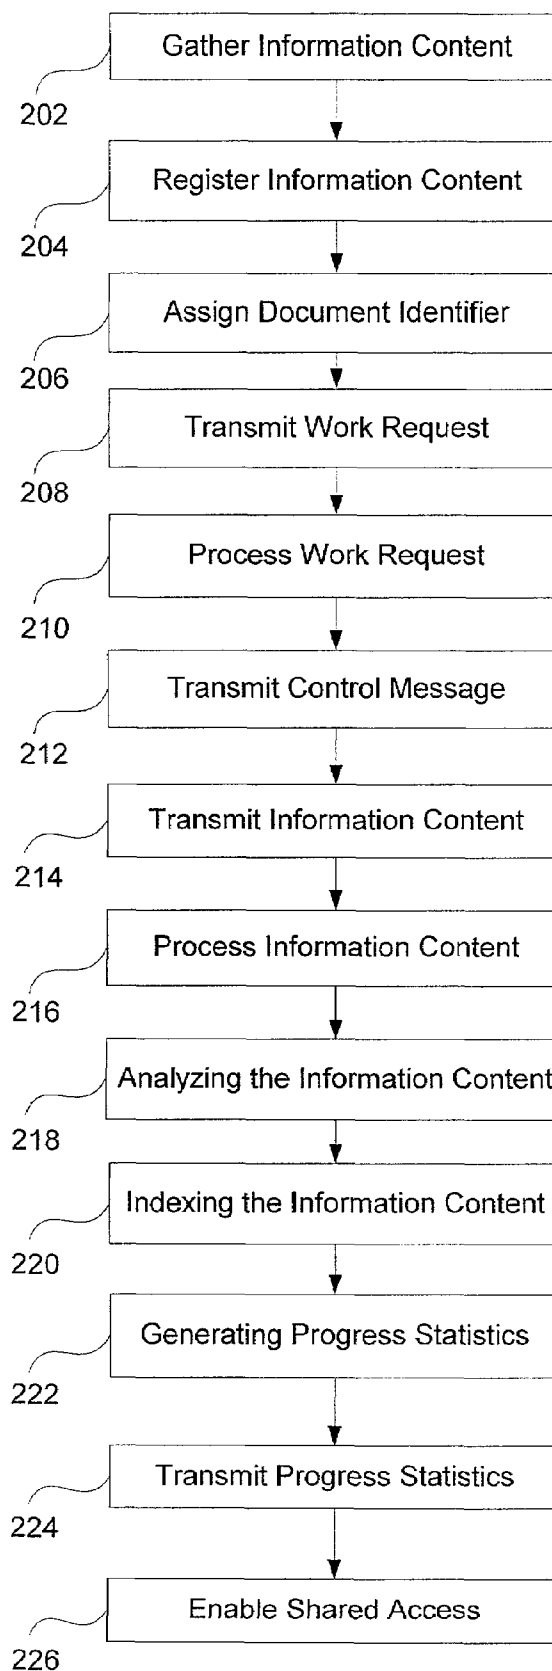 Gather Information Content
202
Register Information Content
204
Assign Document Identifier
206
Transmit Work Request
208
Process Work Request
210
Transmit Control Message
212
Transmit Information Content
214
Process Information Content
216
Analyzing the Information Content
218
Indexing the Information Content
220
Generating Progress Statistics
222
Transmit Progress Statistics
224
Enable Shared Access
226